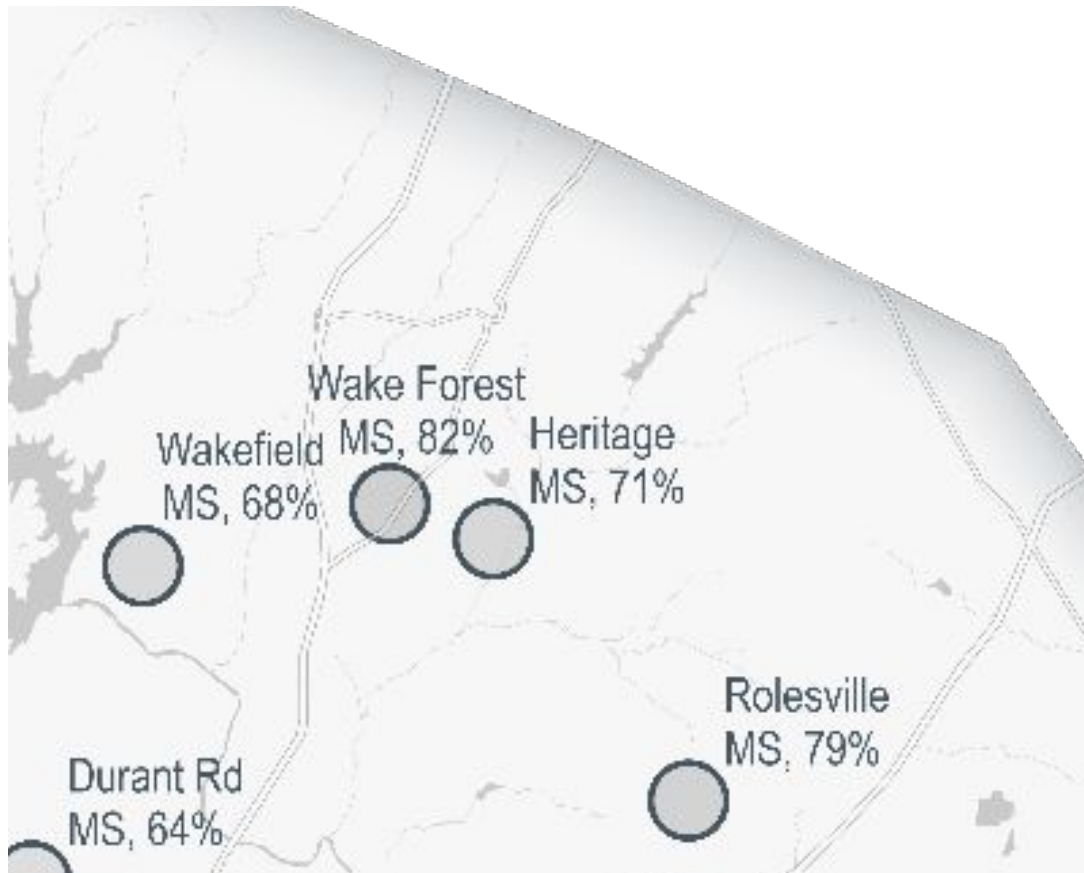 Wake Forest
MS, 82%
Wakefield
MS, 68%
Heritage
MS, 71%
Rolesville
MS, 79%
Durant Rd
MS, 64%